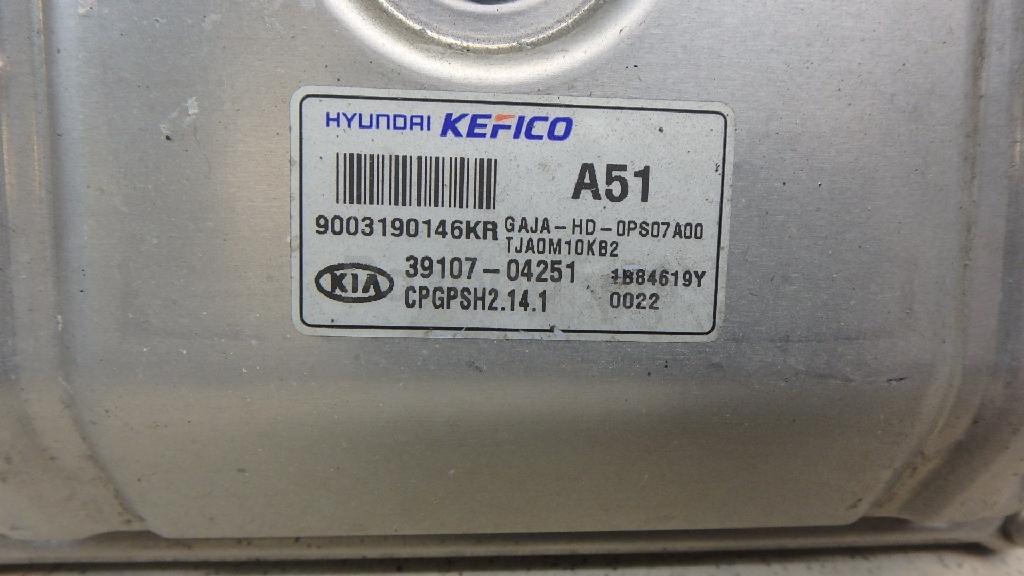 HYUNDAI KEFICO
A51
9003190146KR
GAJA-HD-0PS07A00
TJA0M10KB2
KIA
39107-04251
1B84619Y
CPGPSH2.14.1
0022